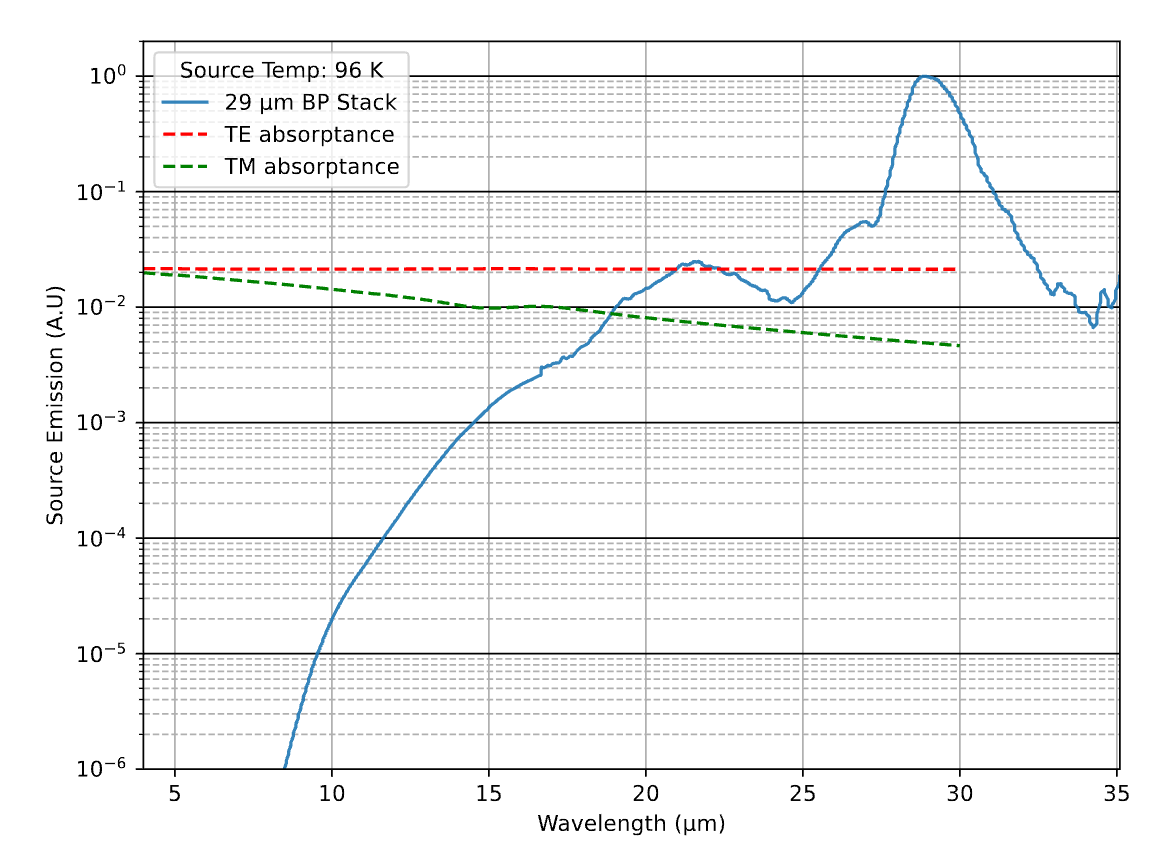 Source Temp: 96 K
29 μm BP Stack
TE absorptance
TM absorptance
10⁰
10⁻¹
10⁻²
10⁻³
10⁻⁴
10⁻⁵
10⁻⁶
Source Emission (A.U)
5 10 15 20 25 30 35
Wavelength (μm)